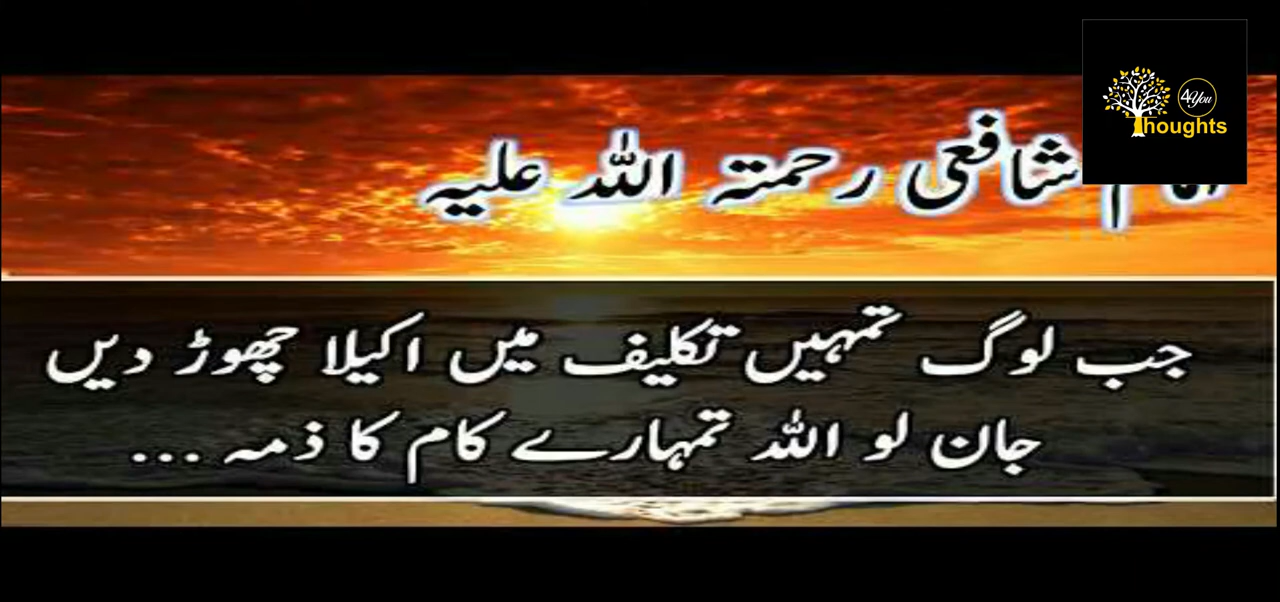 4You
Thoughts
شافعی رحمتہ اللہ علیہ
جب لوگ تمہیں تکلیف میں اکیلا چھوڑ دیں
جان لو اللہ تمہارے کام کا ذمہ ...